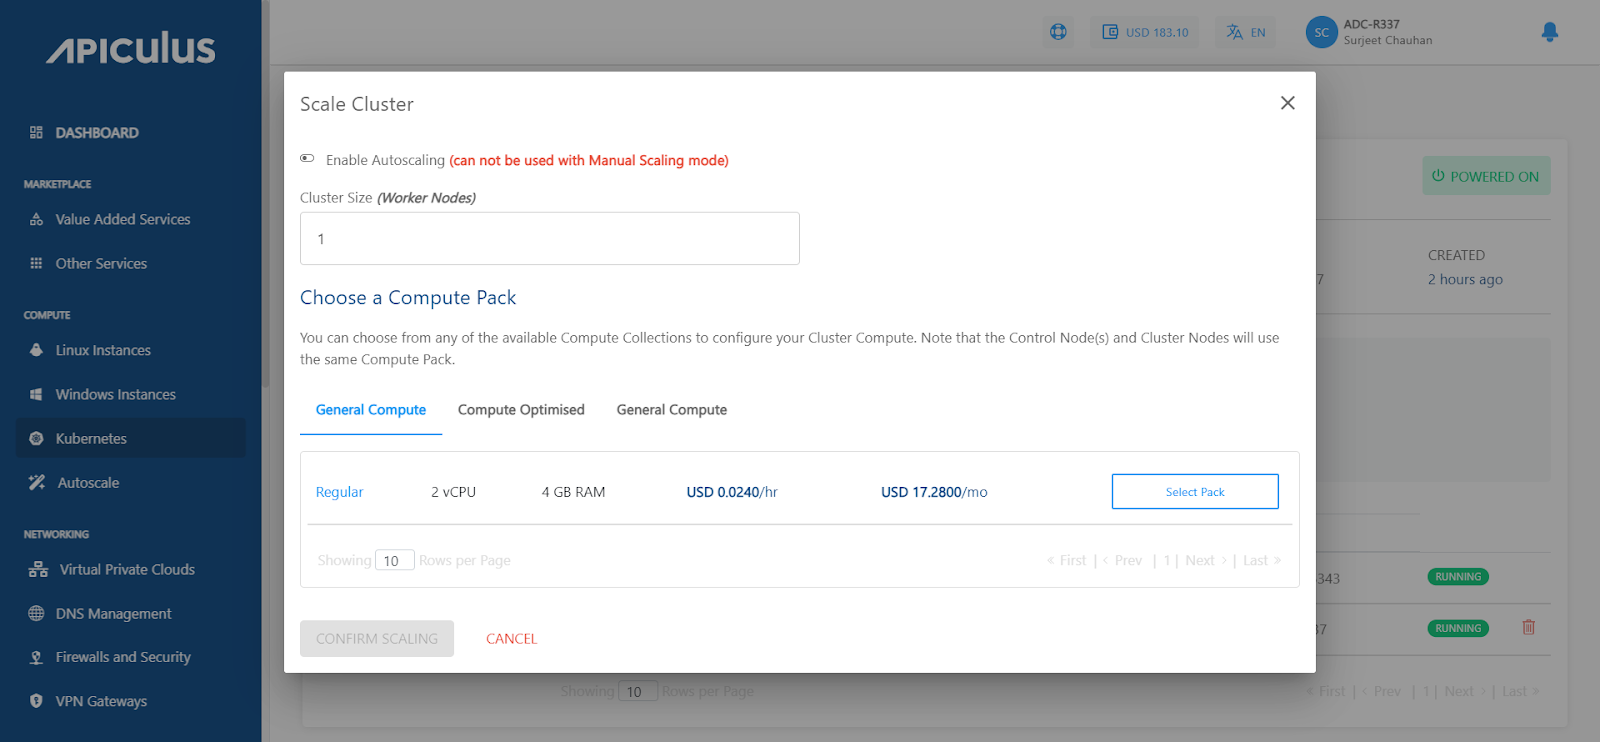 APICULUS
USD 183.10
EN
SC
ADC-R337
Surjeet Chauhan
DASHBOARD
MARKETPLACE
Value Added Services
Other Services
COMPUTE
Linux Instances
Windows Instances
Kubernetes
Autoscale
NETWORKING
Virtual Private Clouds
DNS Management
Firewalls and Security
VPN Gateways
Scale Cluster
Enable Autoscaling (can not be used with Manual Scaling mode)
Cluster Size (Worker Nodes)
1
Choose a Compute Pack
You can choose from any of the available Compute Collections to configure your Cluster Compute. Note that the Control Node(s) and Cluster Nodes will use
the same Compute Pack.
General Compute Compute Optimised General Compute
Regular 2 vCPU 4 GB RAM USD 0.0240/hr USD 17.2800/mo Select Pack
Showing 10 Rows per Page « First | ‹ Prev | 1 | Next › | Last »
CONFIRM SCALING CANCEL
POWERED ON
CREATED
7 2 hours ago
343 RUNNING
37 RUNNING
Showing 10 Rows per Page « First | ‹ Prev | 1 | Next › | Last »